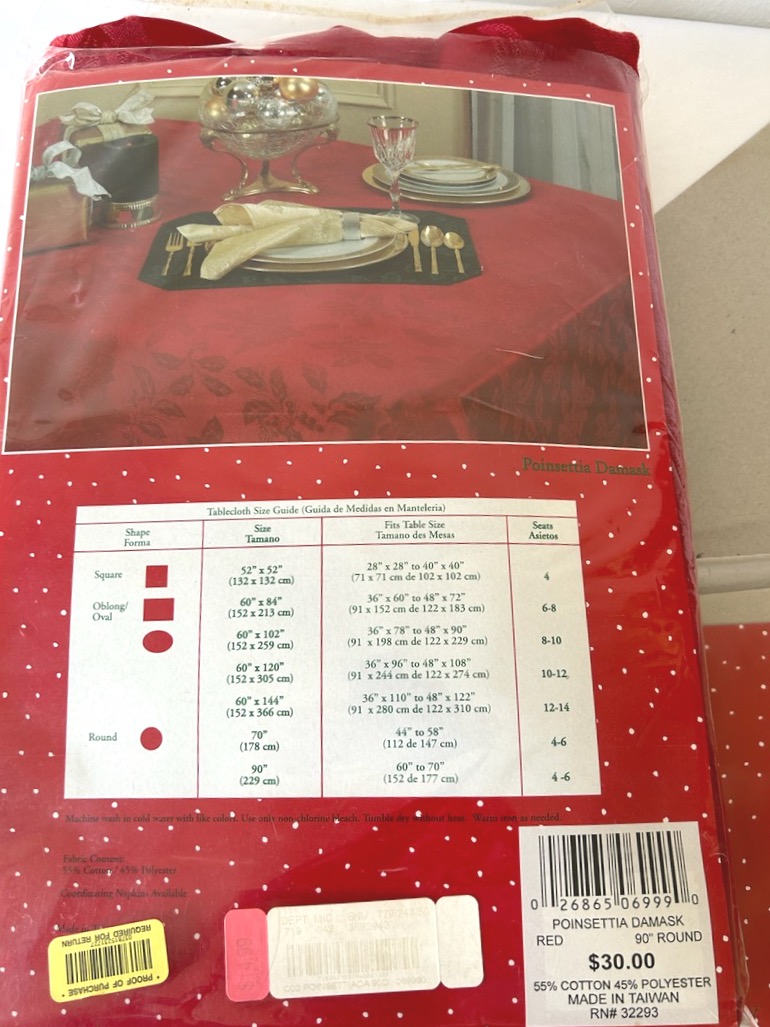 Poinsettia Damask
Tablecloth Size Guide (Guida de Medidas en Manteleria)
Shape Size Fits Table Size Seats
Forma Tamano Tamano des Mesas Asietos
Square 52" x 52" 28" x 28" to 40" x 40" 4
(132 x 132 cm) (71 x 71 cm de 102 x 102 cm)
Oblong/ 60" x 84" 36" x 60" to 48" x 72" 6-8
Oval (152 x 213 cm) (91 x 152 cm de 122 x 183 cm)
60" x 102" 36" x 78" to 48" x 90" 8-10
(152 x 259 cm) (91 x 198 cm de 122 x 229 cm)
60" x 120" 36" x 96" to 48" x 108" 10-12
(152 x 305 cm) (91 x 244 cm de 122 x 274 cm)
60" x 144" 36" x 110" to 48" x 122" 12-14
(152 x 366 cm) (91 x 280 cm de 122 x 310 cm)
Round 70" 44" to 58" 4-6
(178 cm) (112 de 147 cm)
90" 60" to 70" 4 -6
(229 cm) (152 de 177 cm)
Machine wash in cold water with like colors. Use only non-chlorine bleach. Tumble dry without heat. Warm iron as needed.
Fabric Content:
55% Cotton / 45% Polyester
Coordinating Napkins Available
Made
• PROOF OF PURCHASE •
REQUIRED FOR RETURN
DEPT
0 26865 06999 0
POINSETTIA DAMASK
RED 90" ROUND
$30.00
55% COTTON 45% POLYESTER
MADE IN TAIWAN
RN# 32293